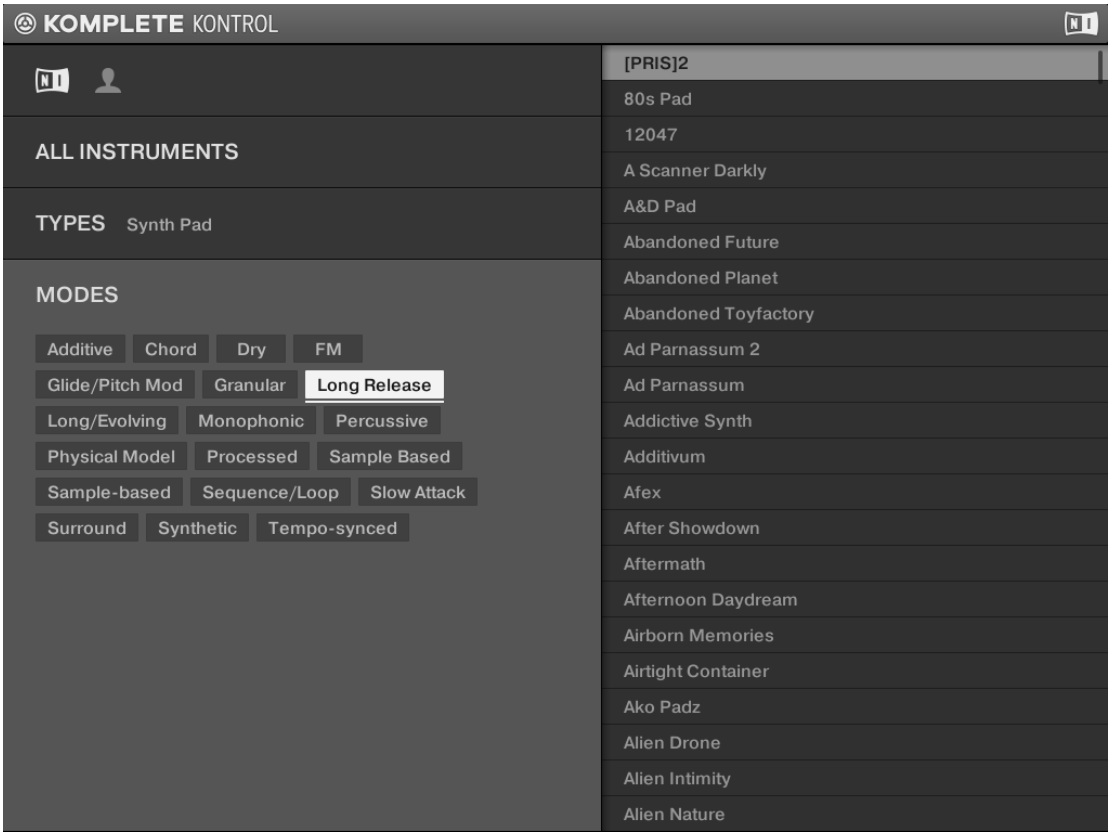 KOMPLETE KONTROL
NI
NI
ALL INSTRUMENTS
TYPES Synth Pad
MODES
Additive Chord Dry FM
Glide/Pitch Mod Granular Long Release
Long/Evolving Monophonic Percussive
Physical Model Processed Sample Based
Sample-based Sequence/Loop Slow Attack
Surround Synthetic Tempo-synced
[PRIS]2
80s Pad
12047
A Scanner Darkly
A&D Pad
Abandoned Future
Abandoned Planet
Abandoned Toyfactory
Ad Parnassum 2
Ad Parnassum
Addictive Synth
Additivum
Afex
After Showdown
Aftermath
Afternoon Daydream
Airborn Memories
Airtight Container
Ako Padz
Alien Drone
Alien Intimity
Alien Nature